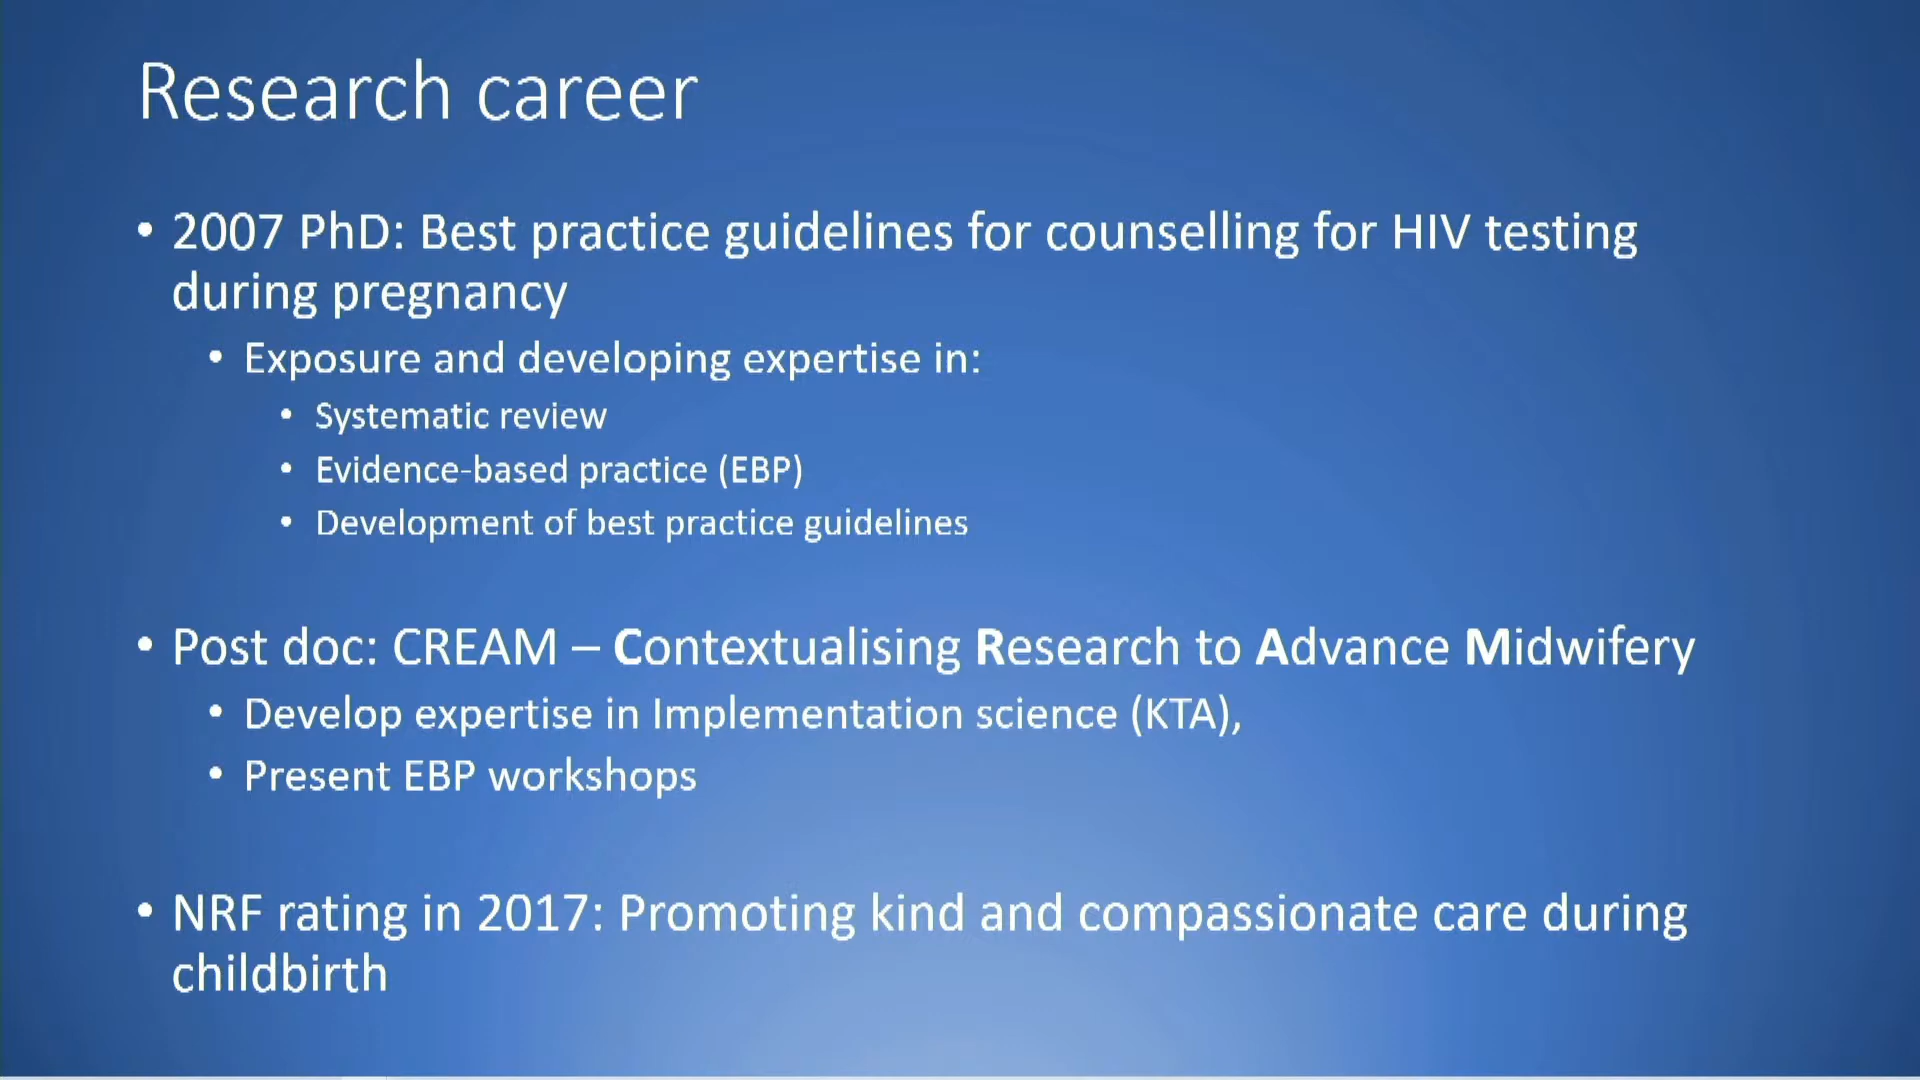 Research career
• 2007 PhD: Best practice guidelines for counselling for HIV testing
during pregnancy
• Exposure and developing expertise in:
• Systematic review
• Evidence-based practice (EBP)
• Development of best practice guidelines
• Post doc: CREAM – Contextualising Research to Advance Midwifery
• Develop expertise in Implementation science (KTA),
• Present EBP workshops
• NRF rating in 2017: Promoting kind and compassionate care during
childbirth